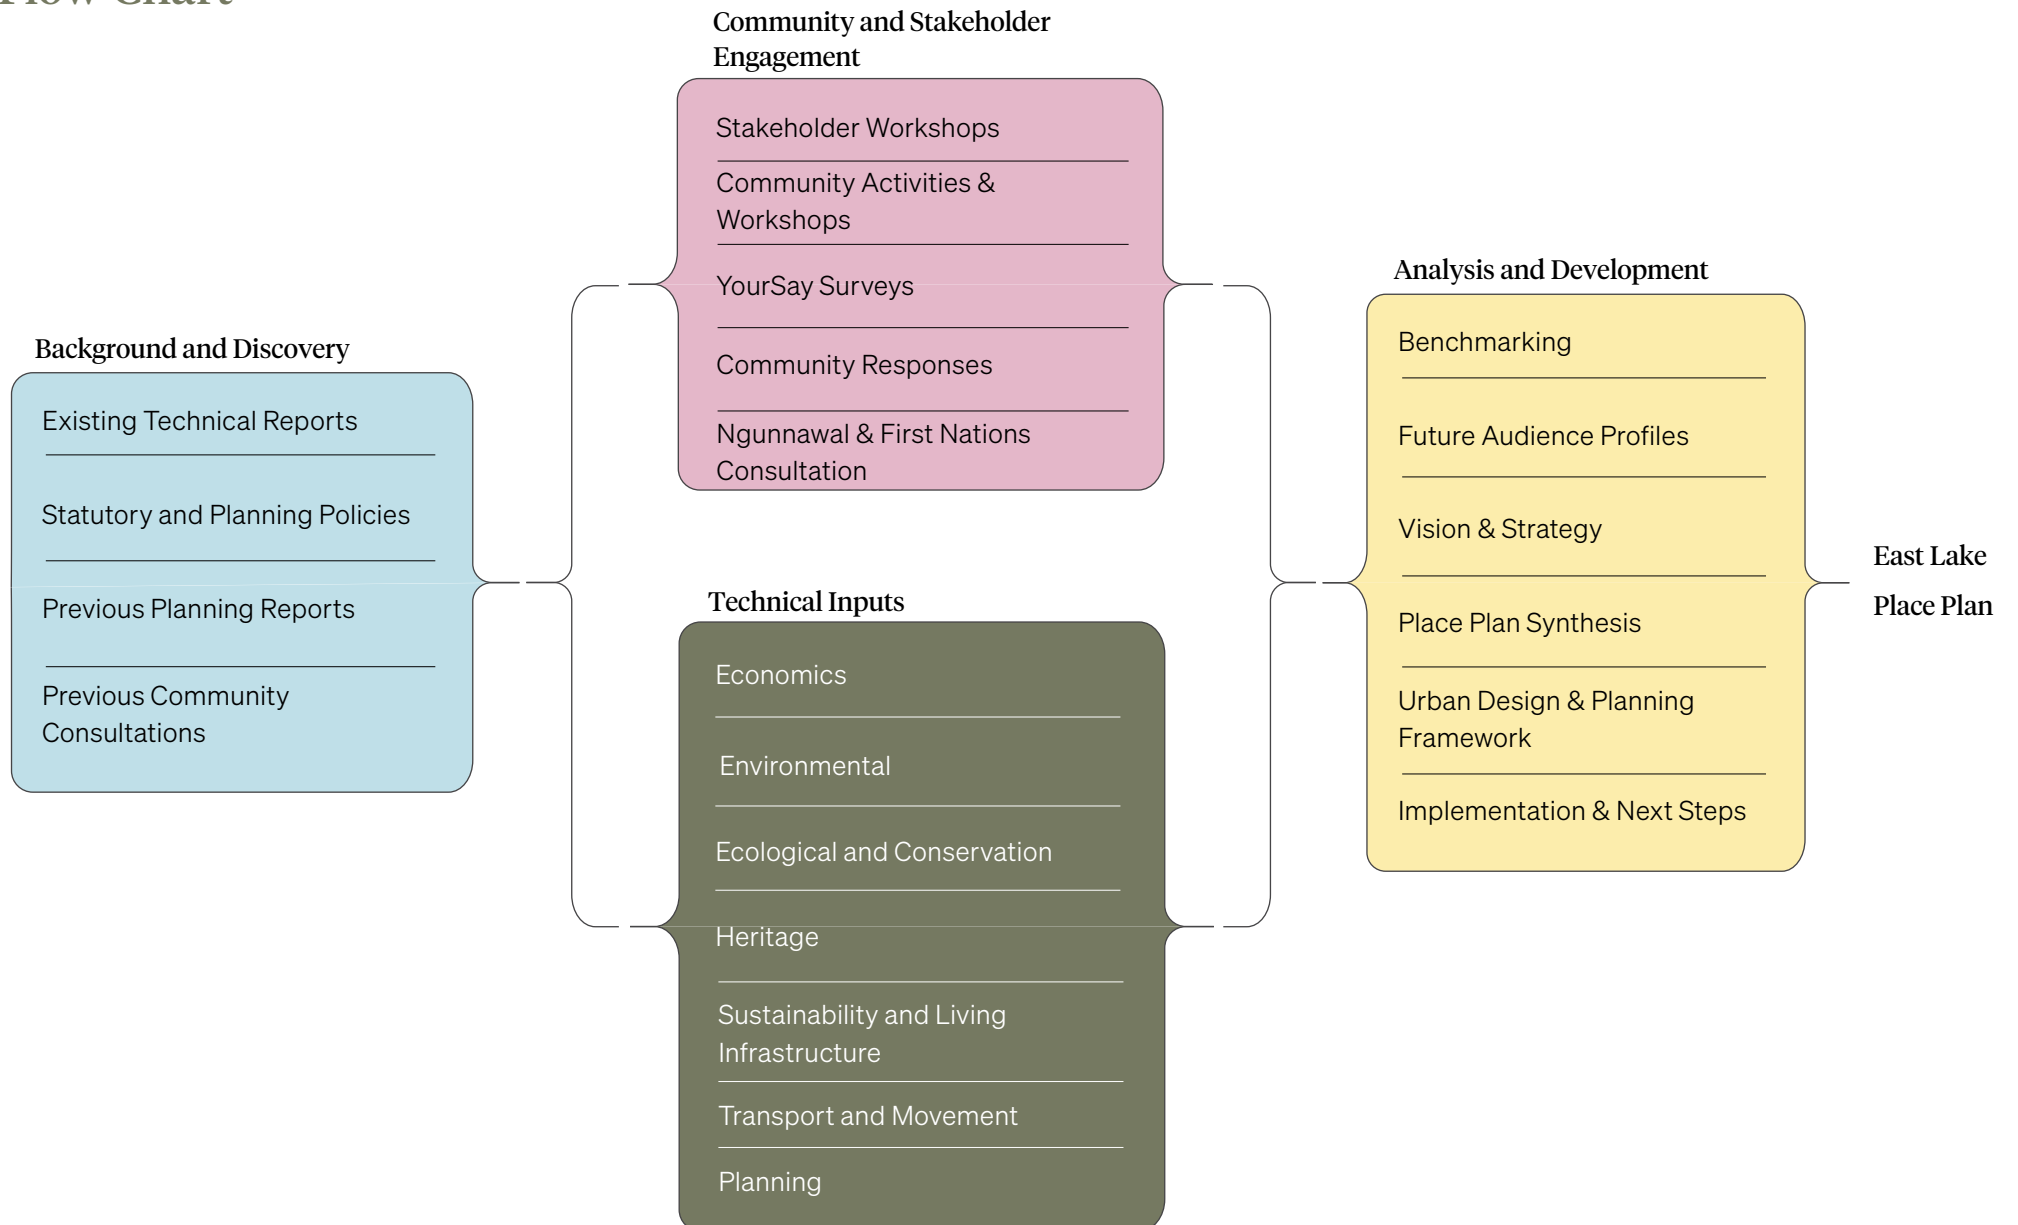 Flow Chart
Community and Stakeholder
Engagement
Stakeholder Workshops
Community Activities &
Workshops
YourSay Surveys
Community Responses
Ngunnawal & First Nations
Consultation
Background and Discovery
Existing Technical Reports
Statutory and Planning Policies
Previous Planning Reports
Previous Community
Consultations
Technical Inputs
Economics
Environmental
Ecological and Conservation
Heritage
Sustainability and Living
Infrastructure
Transport and Movement
Planning
Analysis and Development
Benchmarking
Future Audience Profiles
Vision & Strategy
Place Plan Synthesis
Urban Design & Planning
Framework
Implementation & Next Steps
East Lake
Place Plan